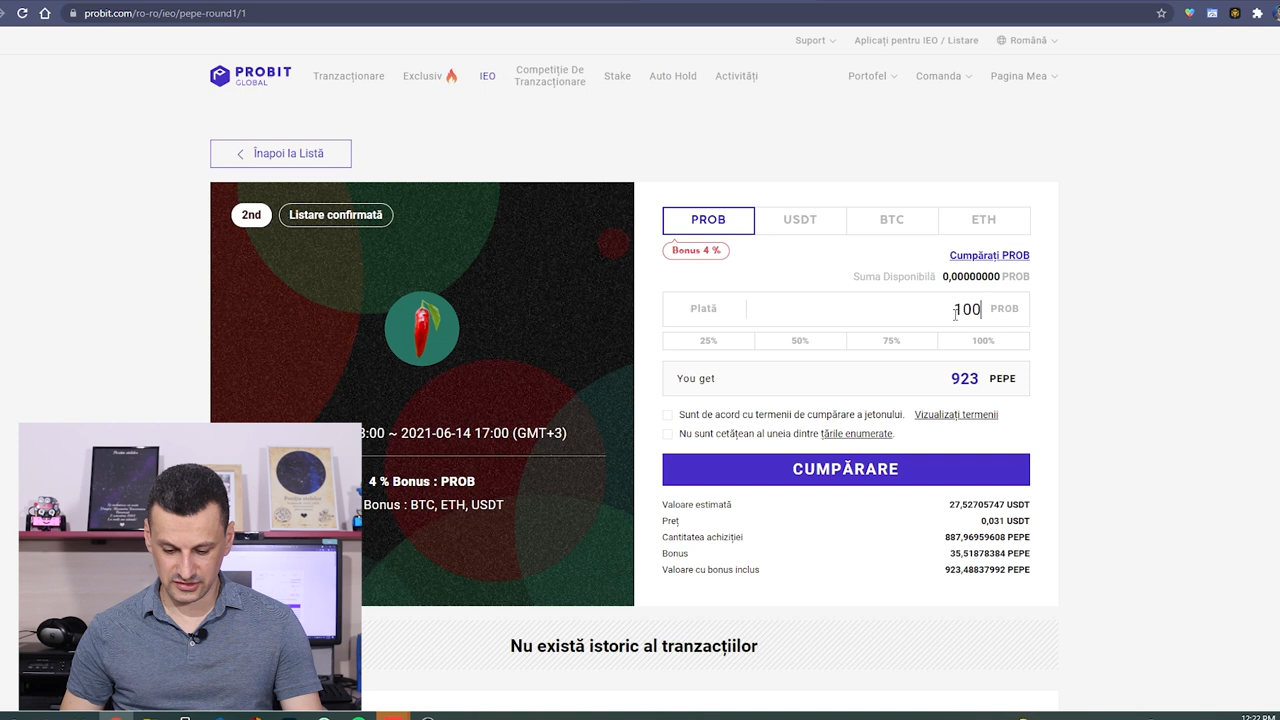 probit.com/ro-ro/ieo/pepe-round1/1
Suport
Aplicați pentru IEO / Listare
Română
PROBIT
GLOBAL
Tranzacționare
Exclusiv
IEO
Competiție De
Tranzacționare
Stake
Auto Hold
Activități
Portofel
Comanda
Pagina Mea
Înapoi la Listă
2nd
Listare confirmată
3:00 ~ 2021-06-14 17:00 (GMT+3)
4 % Bonus : PROB
Bonus : BTC, ETH, USDT
PROB
USDT
BTC
ETH
Bonus 4 %
Cumpărați PROB
Suma Disponibilă 0,00000000 PROB
Plată
100 PROB
25%
50%
75%
100%
You get
923 PEPE
Sunt de acord cu termenii de cumpărare a jetonului. Vizualizați termenii
Nu sunt cetățean al uneia dintre țările enumerate.
CUMPĂRARE
Valoare estimată 27,52705747 USDT
Preț 0,031 USDT
Cantitatea achiziției 887,96959608 PEPE
Bonus 35,51878384 PEPE
Valoare cu bonus inclus 923,48837992 PEPE
Nu există istoric al tranzacțiilor
12:22 PM